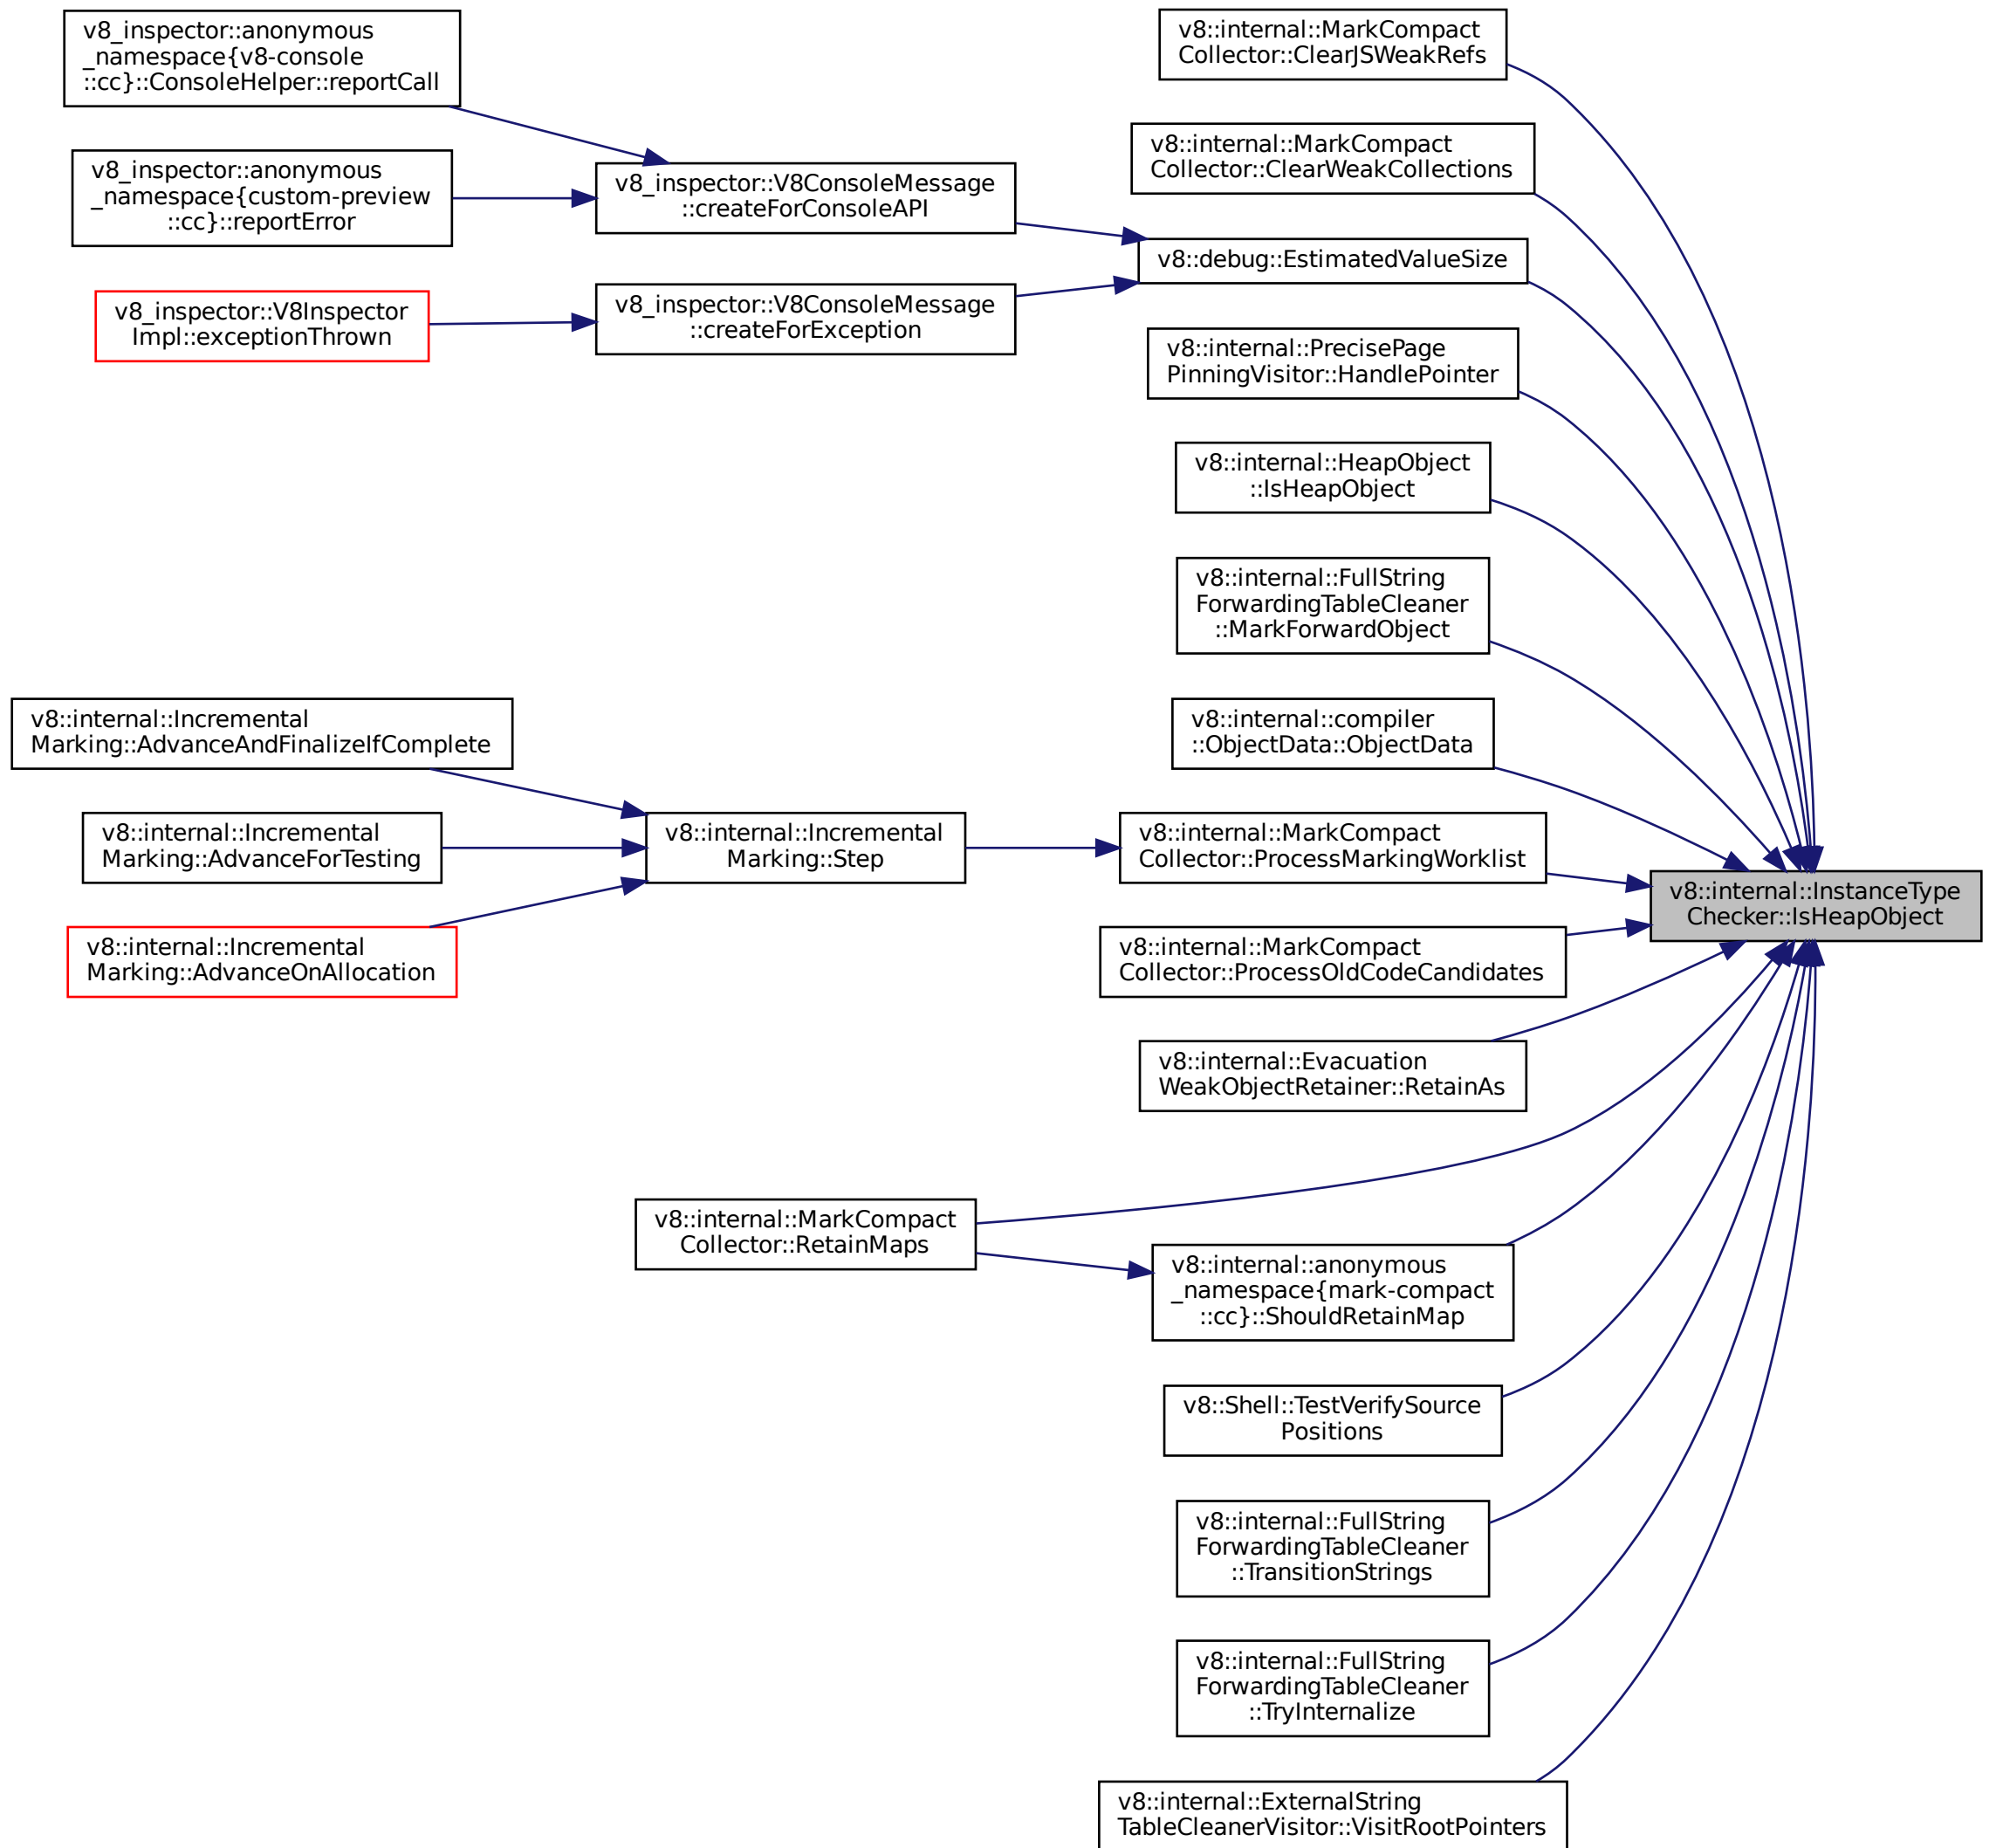 v8_inspector::anonymous
_namespace{v8-console
::cc}::ConsoleHelper::reportCall
v8_inspector::anonymous
_namespace{custom-preview
::cc}::reportError
v8_inspector::V8Inspector
Impl::exceptionThrown
v8_inspector::V8ConsoleMessage
::createForConsoleAPI
v8_inspector::V8ConsoleMessage
::createForException
v8::internal::MarkCompact
Collector::ClearJSWeakRefs
v8::internal::MarkCompact
Collector::ClearWeakCollections
v8::debug::EstimatedValueSize
v8::internal::PrecisePage
PinningVisitor::HandlePointer
v8::internal::HeapObject
::IsHeapObject
v8::internal::FullString
ForwardingTableCleaner
::MarkForwardObject
v8::internal::compiler
::ObjectData::ObjectData
v8::internal::Incremental
Marking::AdvanceAndFinalizeIfComplete
v8::internal::Incremental
Marking::AdvanceForTesting
v8::internal::Incremental
Marking::AdvanceOnAllocation
v8::internal::Incremental
Marking::Step
v8::internal::MarkCompact
Collector::ProcessMarkingWorklist
v8::internal::InstanceType
Checker::IsHeapObject
v8::internal::MarkCompact
Collector::ProcessOldCodeCandidates
v8::internal::Evacuation
WeakObjectRetainer::RetainAs
v8::internal::MarkCompact
Collector::RetainMaps
v8::internal::anonymous
_namespace{mark-compact
::cc}::ShouldRetainMap
v8::Shell::TestVerifySource
Positions
v8::internal::FullString
ForwardingTableCleaner
::TransitionStrings
v8::internal::FullString
ForwardingTableCleaner
::TryInternalize
v8::internal::ExternalString
TableCleanerVisitor::VisitRootPointers